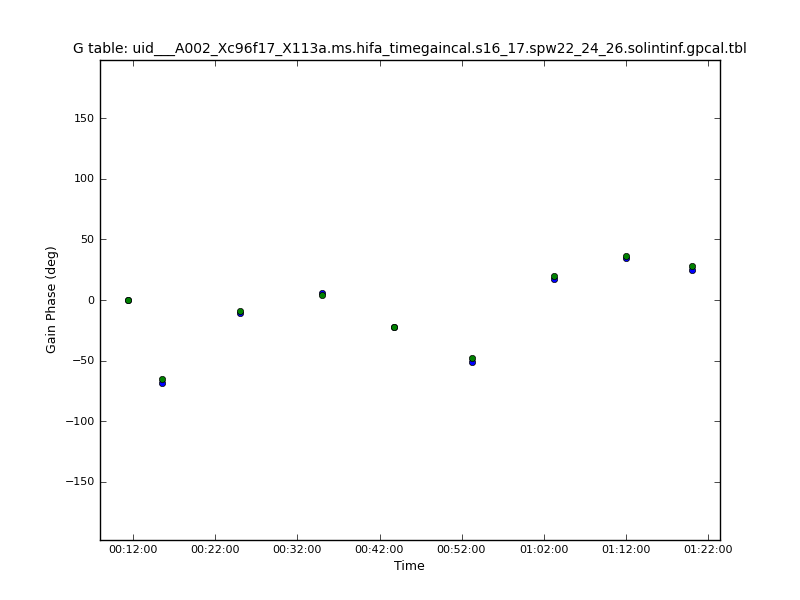 G table: uid___A002_Xc96f17_X113a.ms.hifa_timegaincal.s16_17.spw22_24_26.solintinf.gpcal.tbl
150
100
50
0
−50
−100
−150
Gain Phase (deg)
00:12:00 00:22:00 00:32:00 00:42:00 00:52:00 01:02:00 01:12:00 01:22:00
Time